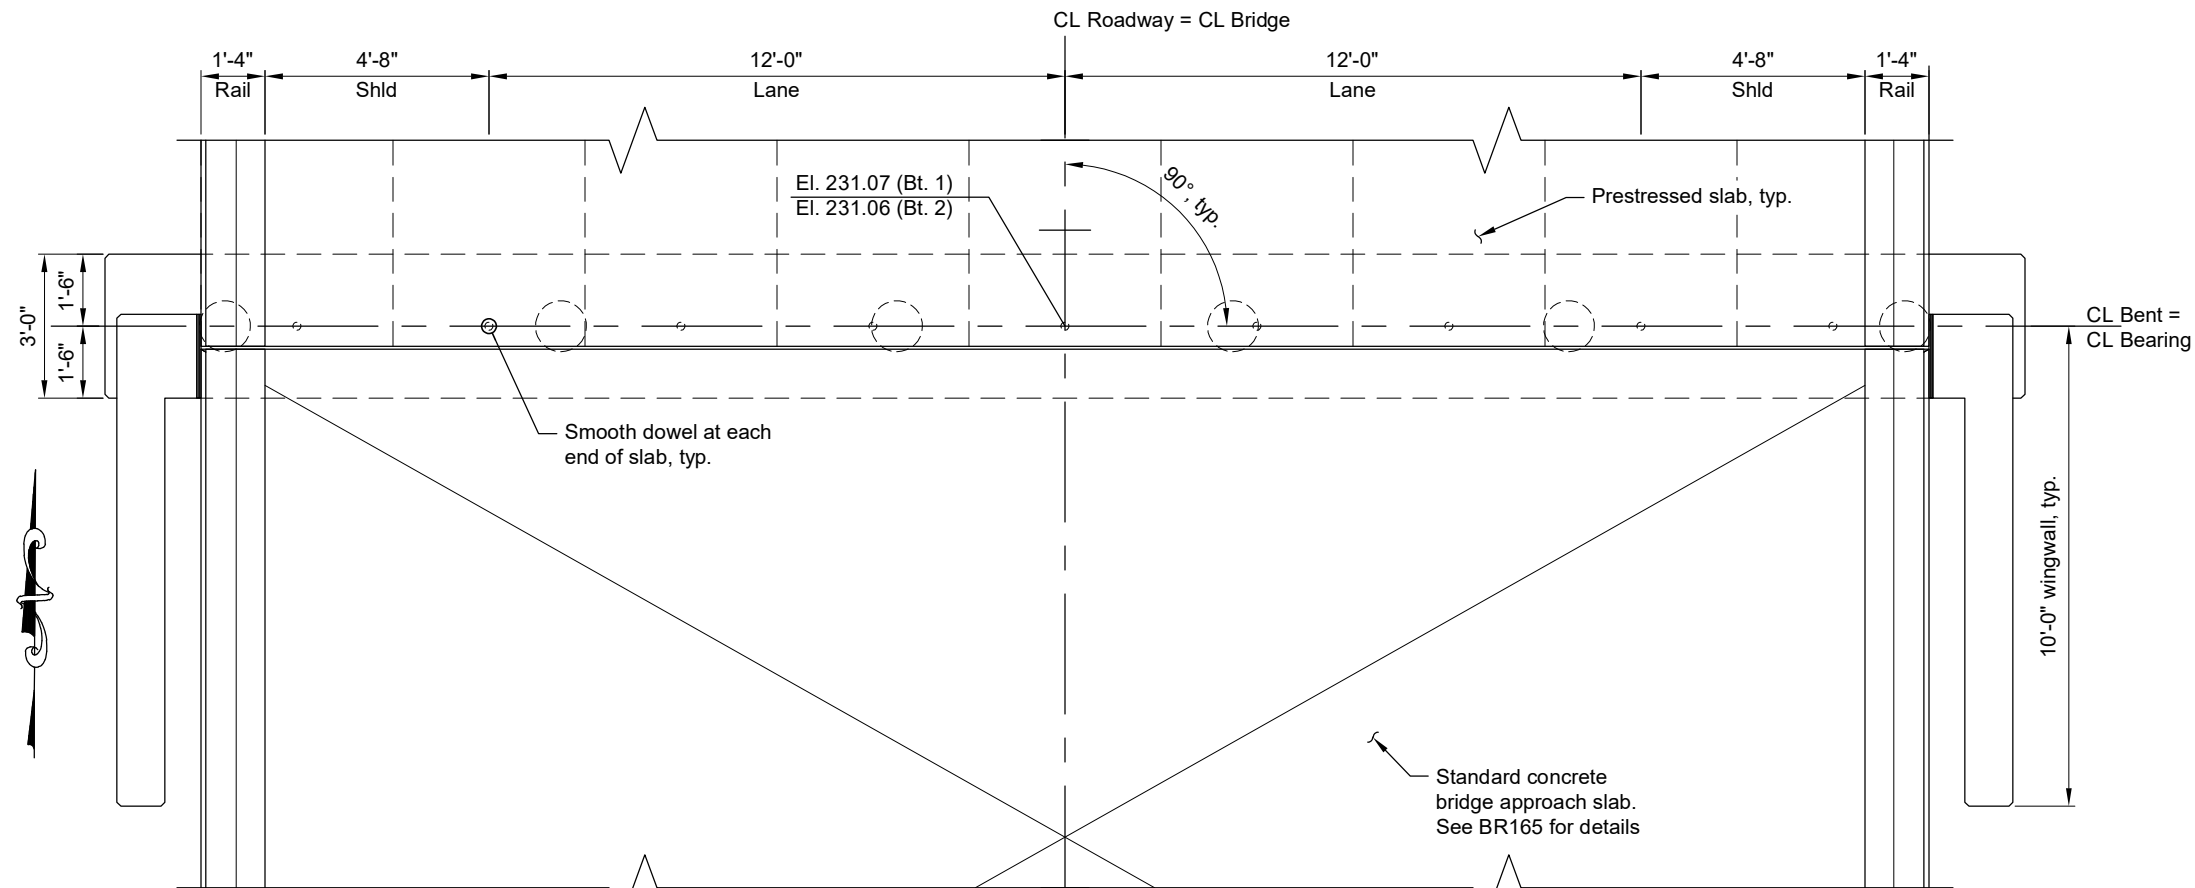 CL Roadway = CL Bridge
1'-4"
4'-8"
12'-0"
12'-0"
4'-8"
1'-4"
Rail
Shld
Lane
Lane
Shld
Rail
El. 231.07 (Bt. 1)
El. 231.06 (Bt. 2)
90°, typ.
Prestressed slab, typ.
3'-0"
1'-6"
1'-6"
CL Bent =
CL Bearing
Smooth dowel at each
end of slab, typ.
10'-0" wingwall, typ.
Standard concrete
bridge approach slab.
See BR165 for details